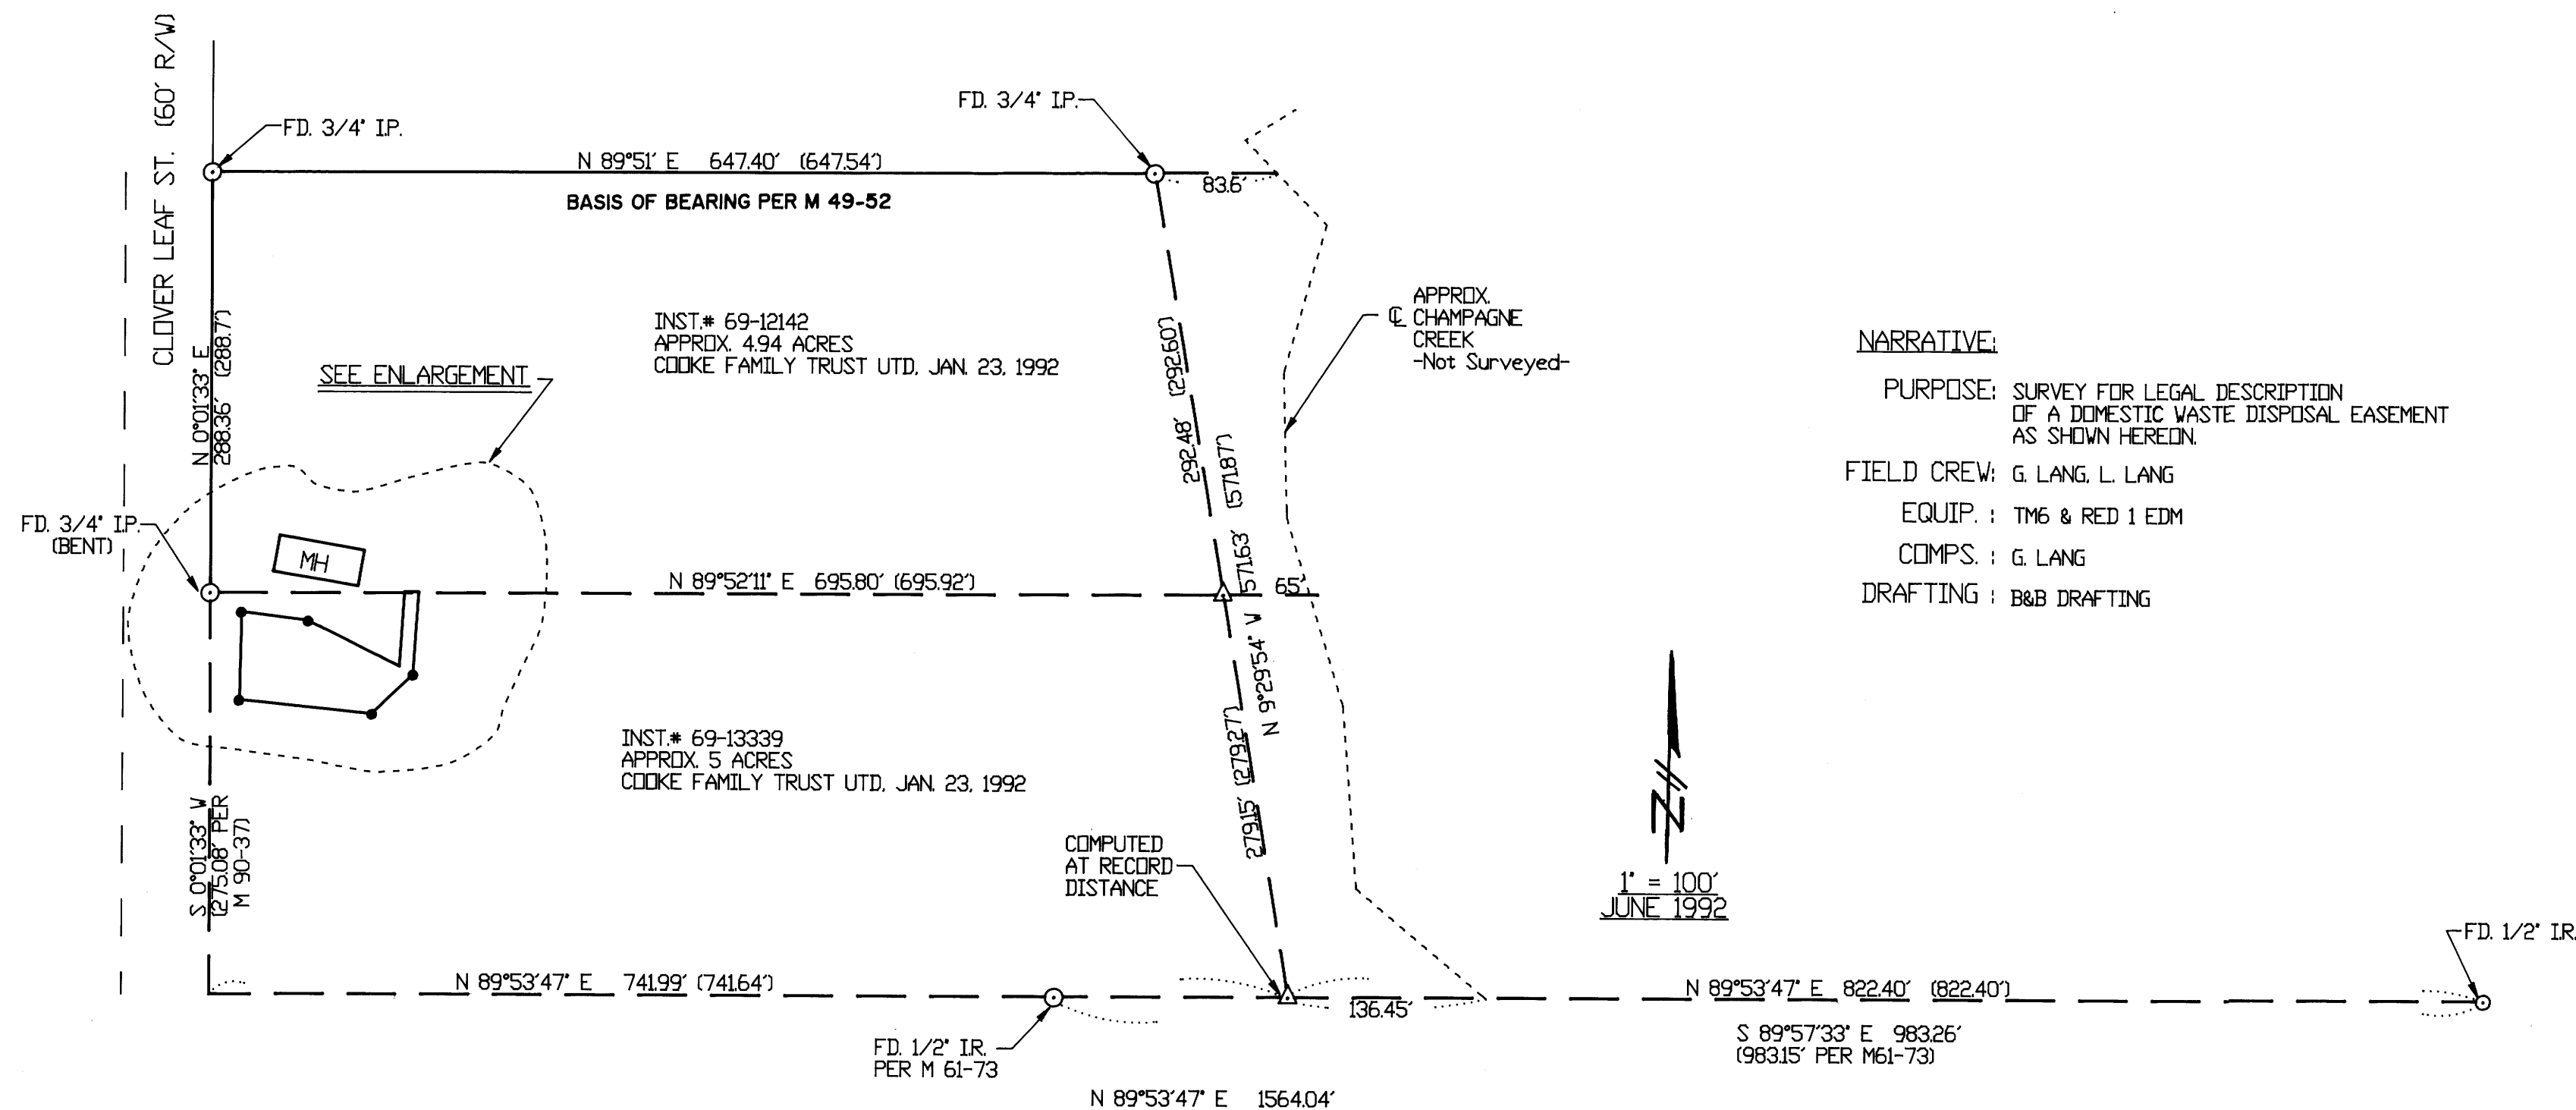 CLOVER LEAF ST. (60' R/W)
FD. 3/4" I.P.
FD. 3/4" I.P.
N 89°51' E 647.40' (647.54')
BASIS OF BEARING PER M 49-52
83.6'
N 0°01'33" E
288.36' (288.7')
INST.# 69-12142
APPROX. 4.94 ACRES
COOKE FAMILY TRUST UTD, JAN. 23, 1992
SEE ENLARGEMENT
292.48' (292.60')
APPROX.
℄ CHAMPAGNE
CREEK
-Not Surveyed-
NARRATIVE:
PURPOSE: SURVEY FOR LEGAL DESCRIPTION
OF A DOMESTIC WASTE DISPOSAL EASEMENT
AS SHOWN HEREON.
FIELD CREW: G. LANG, L. LANG
EQUIP. : TM6 & RED 1 EDM
COMPS. : G. LANG
DRAFTING : B&B DRAFTING
FD. 3/4" I.P.
(BENT)
MH
N 89°52'11" E 695.80' (695.92')
65'
N 9°29'54" W 571.63' (571.87')
INST.# 69-13339
APPROX. 5 ACRES
COOKE FAMILY TRUST UTD, JAN. 23, 1992
279.15' (279.27')
S 0°01'33" W
(275.08' PER
M 90-37)
COMPUTED
AT RECORD
DISTANCE
N
1" = 100'
JUNE 1992
FD. 1/2" I.R.
N 89°53'47" E 741.99' (741.64')
136.45'
N 89°53'47" E 822.40' (822.40')
S 89°57'33" E 983.26'
(983.15' PER M61-73)
FD. 1/2" I.R.
PER M 61-73
N 89°53'47" E 1564.04'